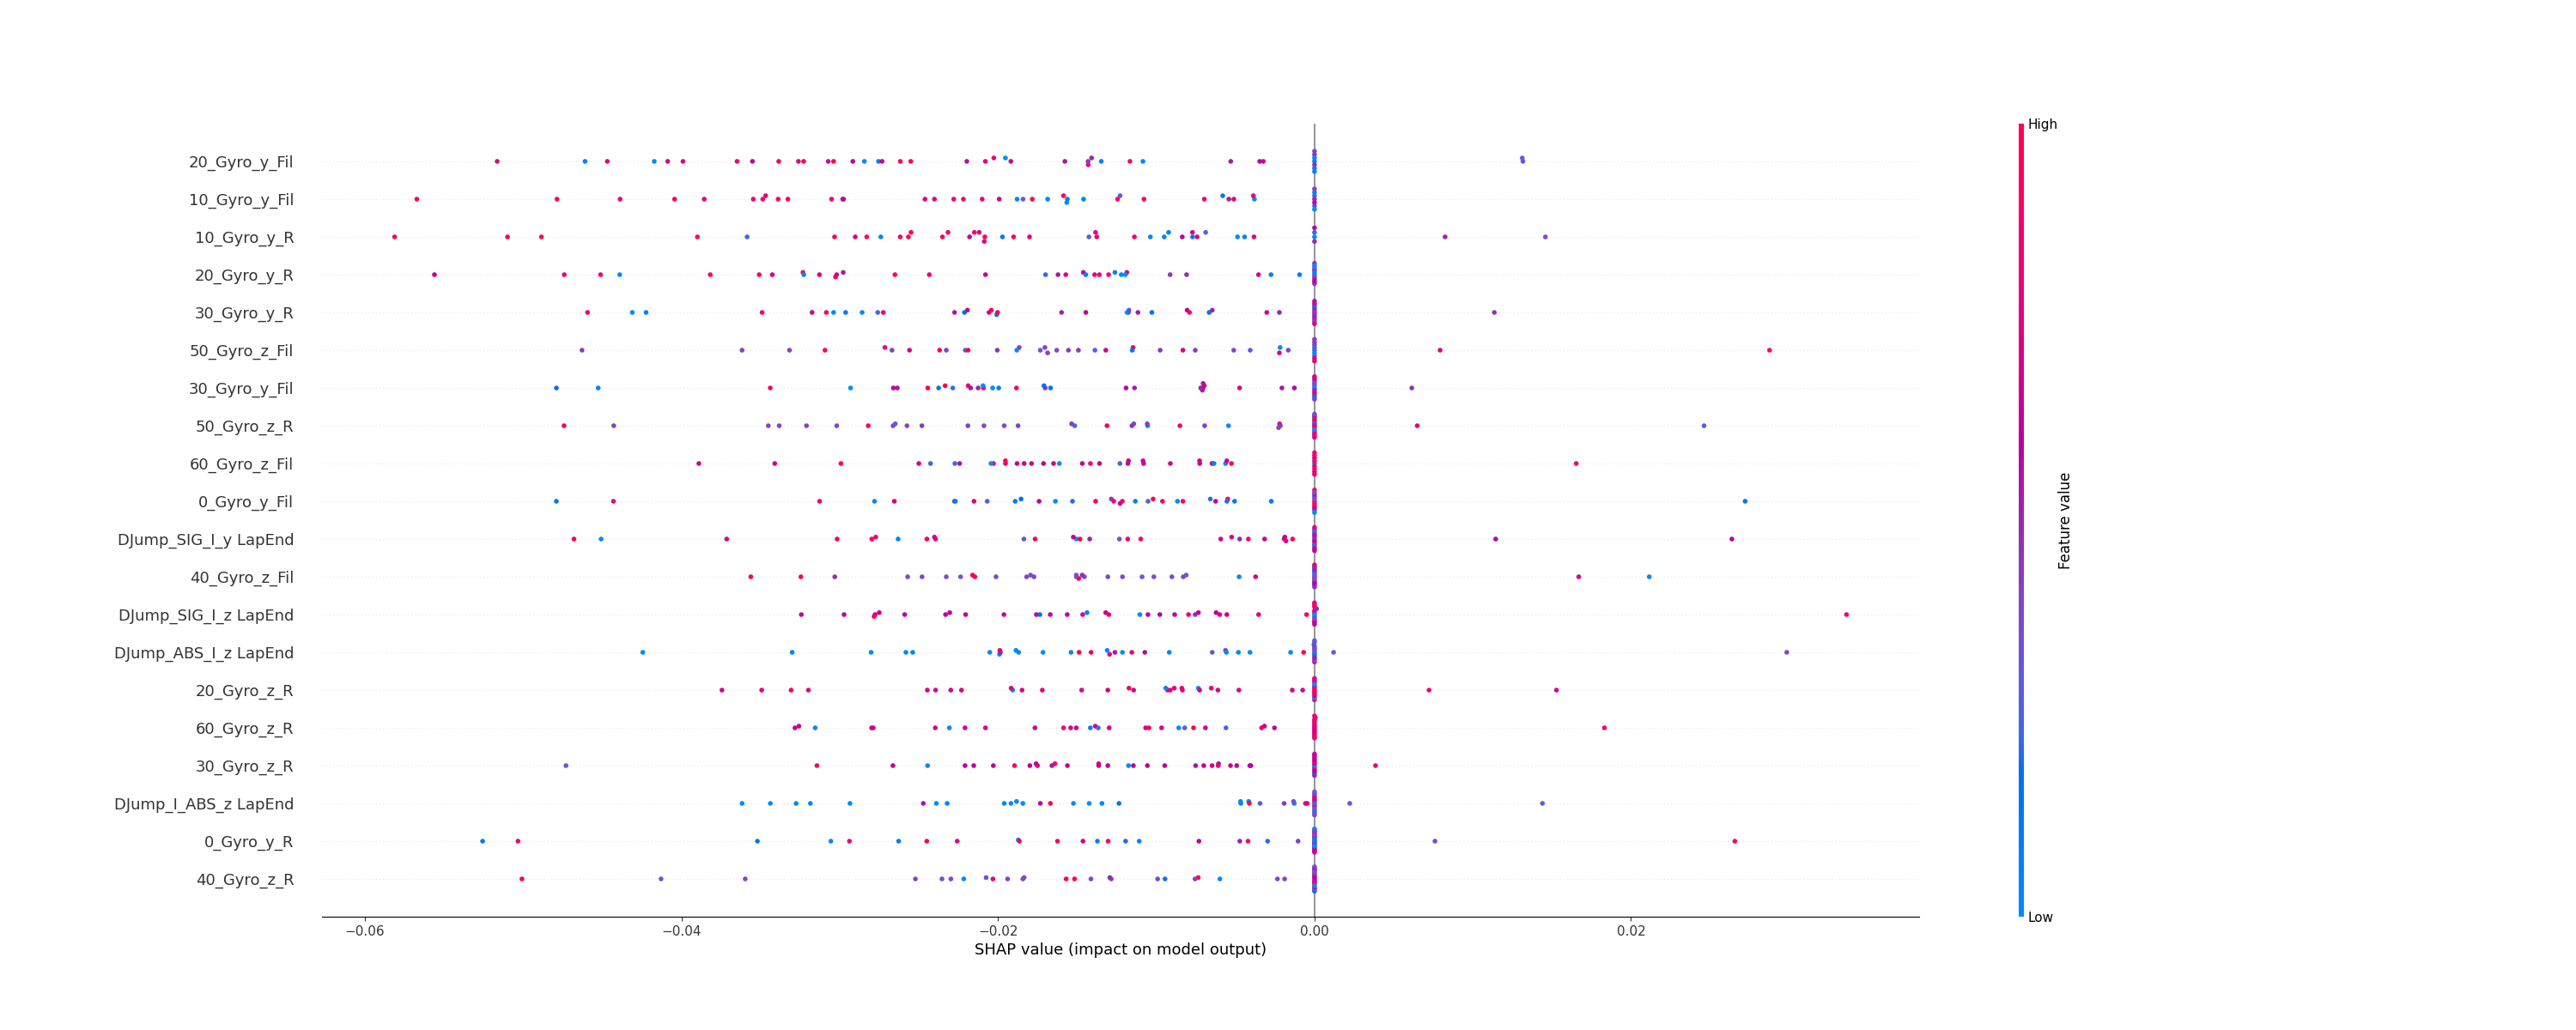 High
20_Gyro_y_Fil
10_Gyro_y_Fil
10_Gyro_y_R
20_Gyro_y_R
30_Gyro_y_R
50_Gyro_z_Fil
30_Gyro_y_Fil
50_Gyro_z_R
60_Gyro_z_Fil
0_Gyro_y_Fil
DJump_SIG_I_y LapEnd
40_Gyro_z_Fil
DJump_SIG_I_z LapEnd
DJump_ABS_I_z LapEnd
20_Gyro_z_R
60_Gyro_z_R
30_Gyro_z_R
DJump_I_ABS_z LapEnd
0_Gyro_y_R
40_Gyro_z_R
Feature value
Low
−0.06 −0.04 −0.02 0.00 0.02
SHAP value (impact on model output)